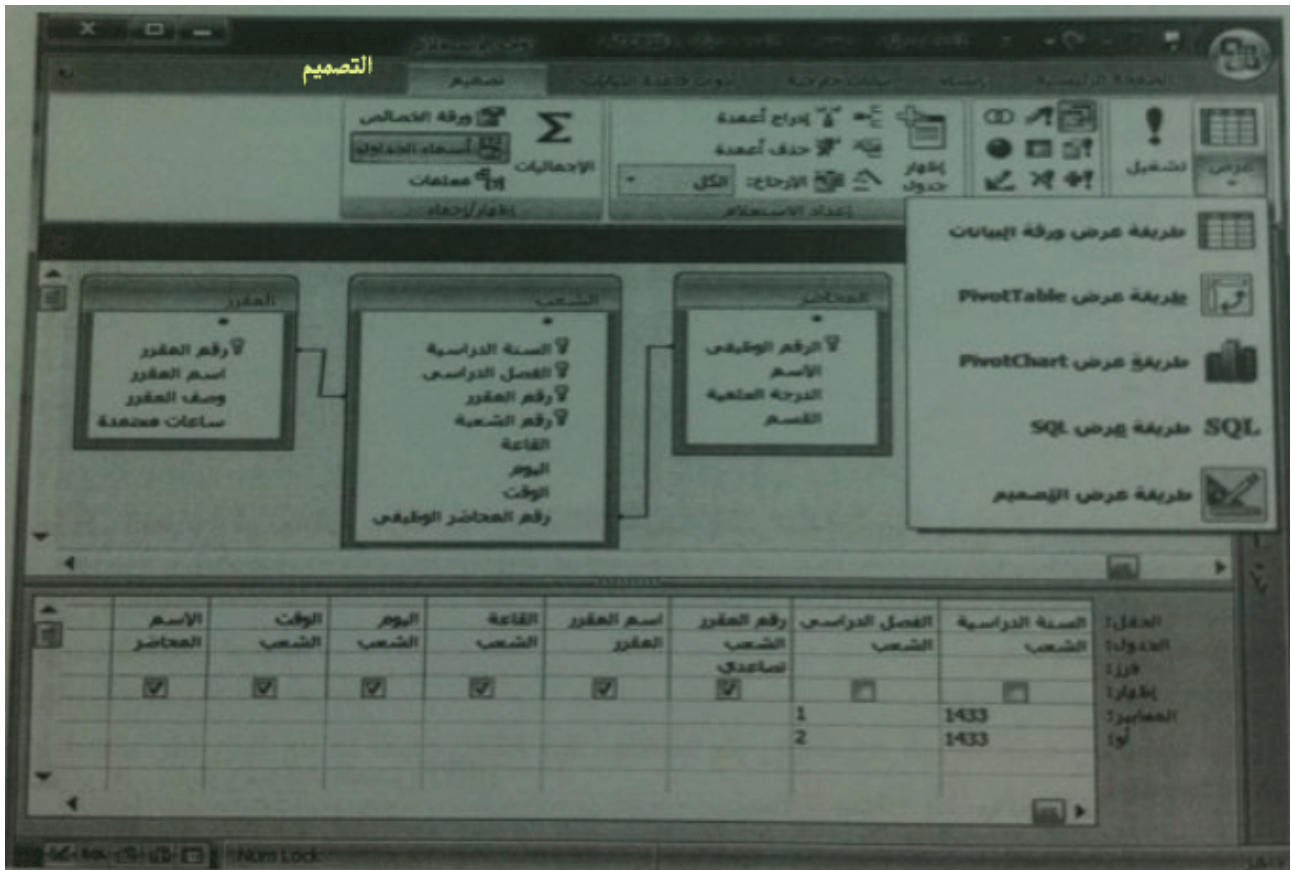 التصميم
تصميم
عرض
تشغيل
إظهار جدول
إدراج أعمدة
حذف أعمدة
الإرجاع: الكل
إعداد الاستعلام
الإجماليات
ورقة الخصائص
أسماء الجداول
معلمات
إظهار/إخفاء
طريقة عرض ورقة البيانات
طريقة عرض PivotTable
طريقة عرض PivotChart
SQL طريقة عرض SQL
طريقة عرض التصميم
المحاضر
*
الرقم الوظيفي
الاسم
الدرجة العلمية
القسم
الشعب
*
السنة الدراسية
الفصل الدراسي
رقم المقرر
رقم الشعبة
القاعة
اليوم
الوقت
رقم المحاضر الوظيفي
المقرر
*
رقم المقرر
اسم المقرر
وصف المقرر
ساعات معتمدة
الحقل: السنة الدراسية الفصل الدراسي رقم المقرر اسم المقرر القاعة اليوم الوقت الاسم
الجدول: الشعب الشعب الشعب المقرر الشعب الشعب الشعب المحاضر
فرز: تصاعدي
إظهار:
المعايير: 1433 1
أو: 1433 2
Num Lock